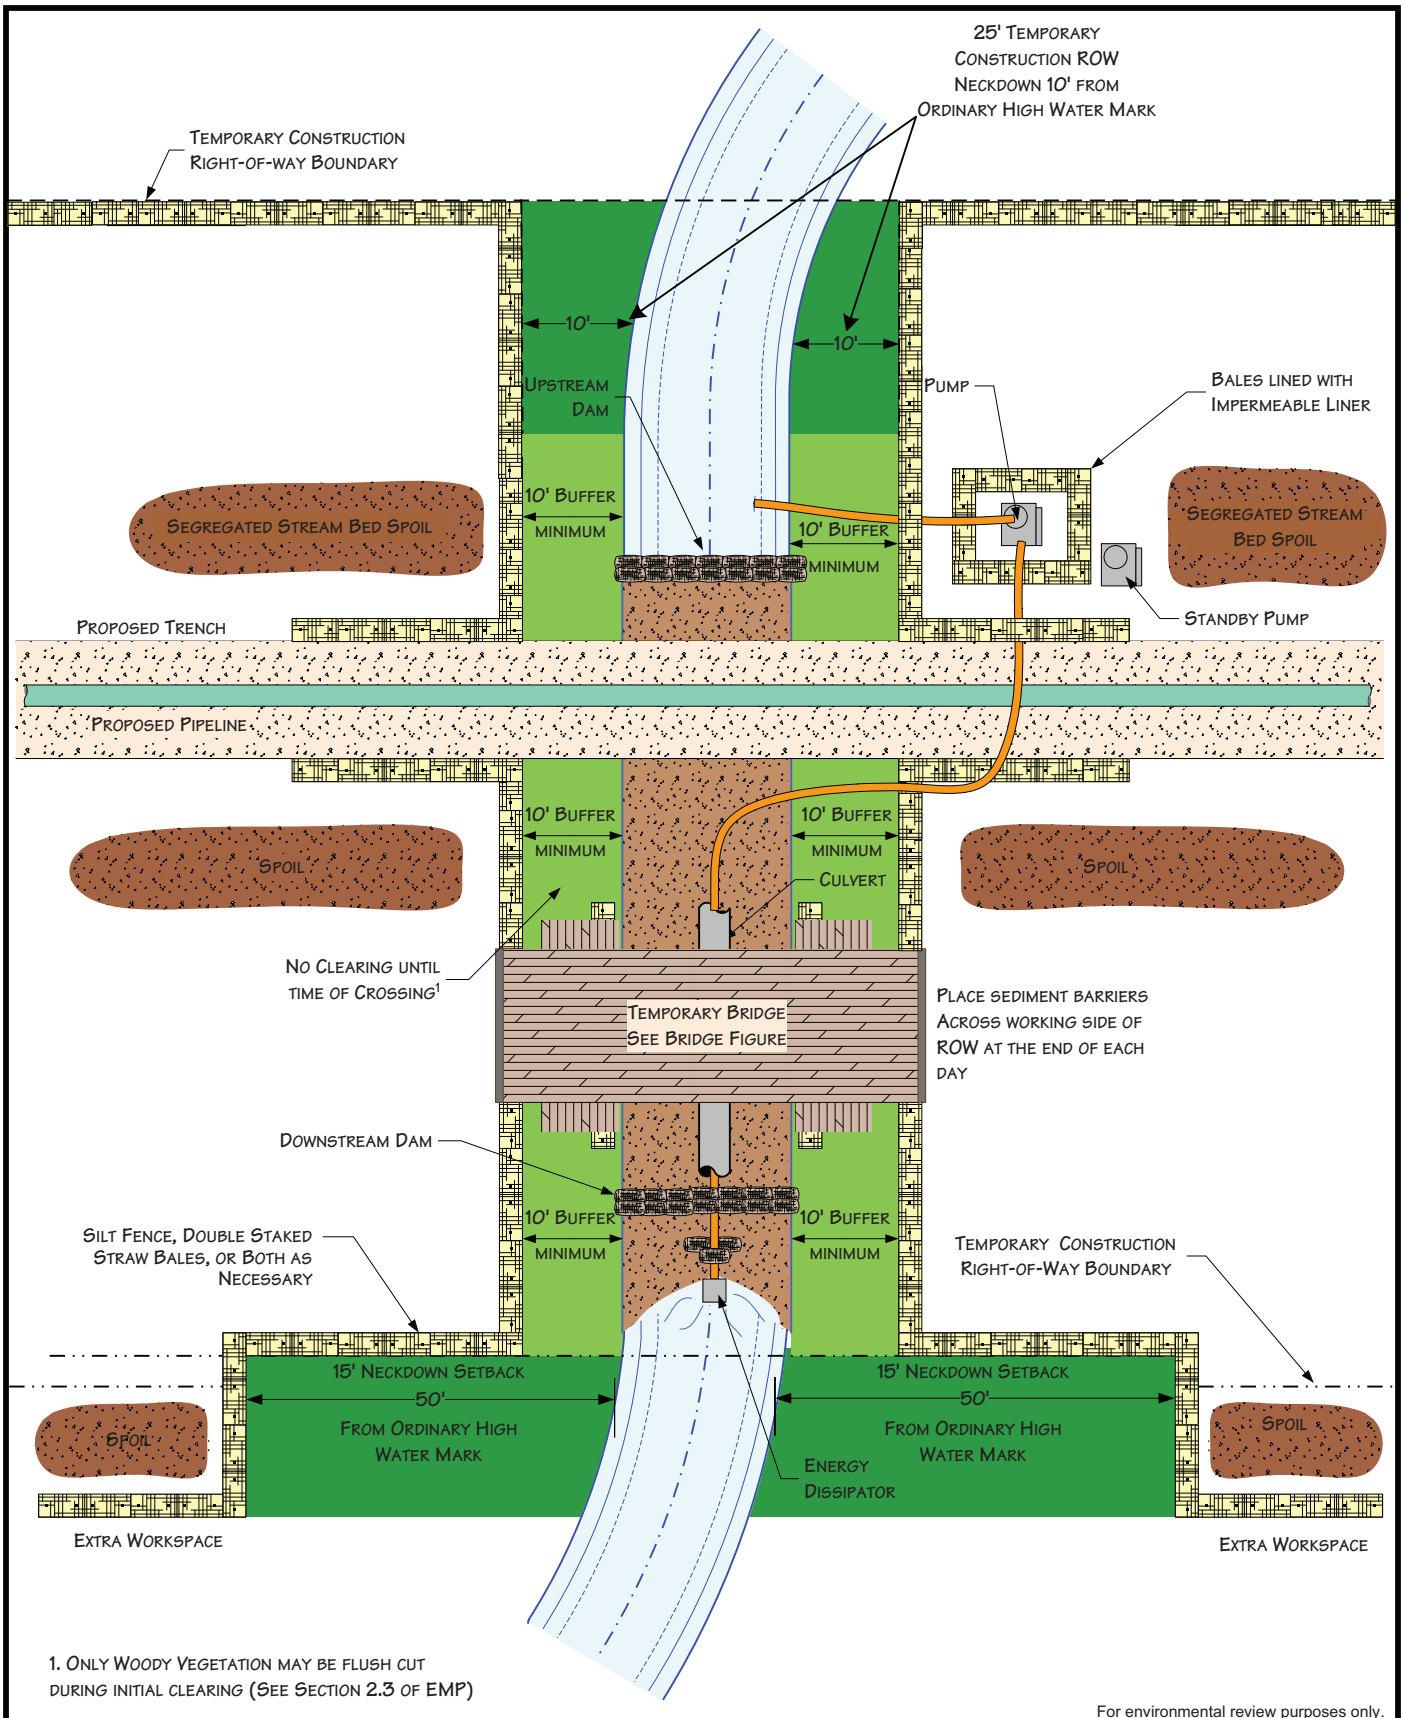 25' TEMPORARY
CONSTRUCTION ROW
NECKDOWN 10' FROM
ORDINARY HIGH WATER MARK
TEMPORARY CONSTRUCTION
RIGHT-OF-WAY BOUNDARY
10'
10'
UPSTREAM
DAM
PUMP
BALES LINED WITH
IMPERMEABLE LINER
10' BUFFER
MINIMUM
10' BUFFER
MINIMUM
SEGREGATED STREAM BED SPOIL
SEGREGATED STREAM
BED SPOIL
STANDBY PUMP
PROPOSED TRENCH
PROPOSED PIPELINE
10' BUFFER
MINIMUM
10' BUFFER
MINIMUM
SPOIL
SPOIL
CULVERT
NO CLEARING UNTIL
TIME OF CROSSING¹
TEMPORARY BRIDGE
SEE BRIDGE FIGURE
PLACE SEDIMENT BARRIERS
ACROSS WORKING SIDE OF
ROW AT THE END OF EACH
DAY
DOWNSTREAM DAM
10' BUFFER
MINIMUM
10' BUFFER
MINIMUM
SILT FENCE, DOUBLE STAKED
STRAW BALES, OR BOTH AS
NECESSARY
TEMPORARY CONSTRUCTION
RIGHT-OF-WAY BOUNDARY
15' NECKDOWN SETBACK
50'
FROM ORDINARY HIGH
WATER MARK
15' NECKDOWN SETBACK
50'
FROM ORDINARY HIGH
WATER MARK
SPOIL
SPOIL
ENERGY
DISSIPATOR
EXTRA WORKSPACE
EXTRA WORKSPACE
1. ONLY WOODY VEGETATION MAY BE FLUSH CUT
DURING INITIAL CLEARING (SEE SECTION 2.3 OF EMP)
For environmental review purposes only.